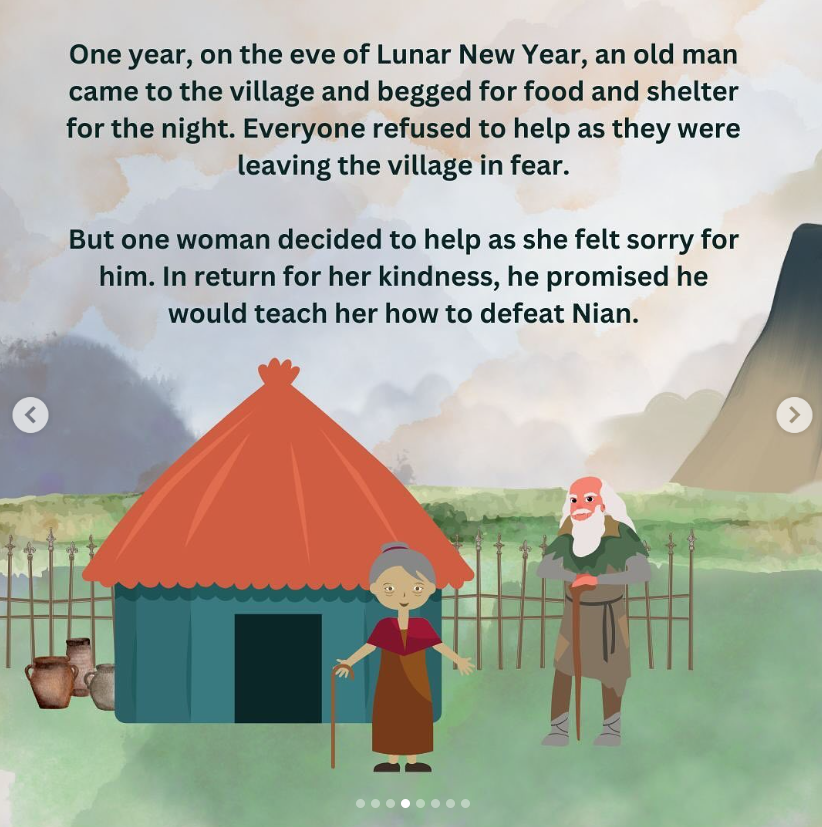 One year, on the eve of Lunar New Year, an old man
came to the village and begged for food and shelter
for the night. Everyone refused to help as they were
leaving the village in fear.
But one woman decided to help as she felt sorry for
him. In return for her kindness, he promised he
would teach her how to defeat Nian.